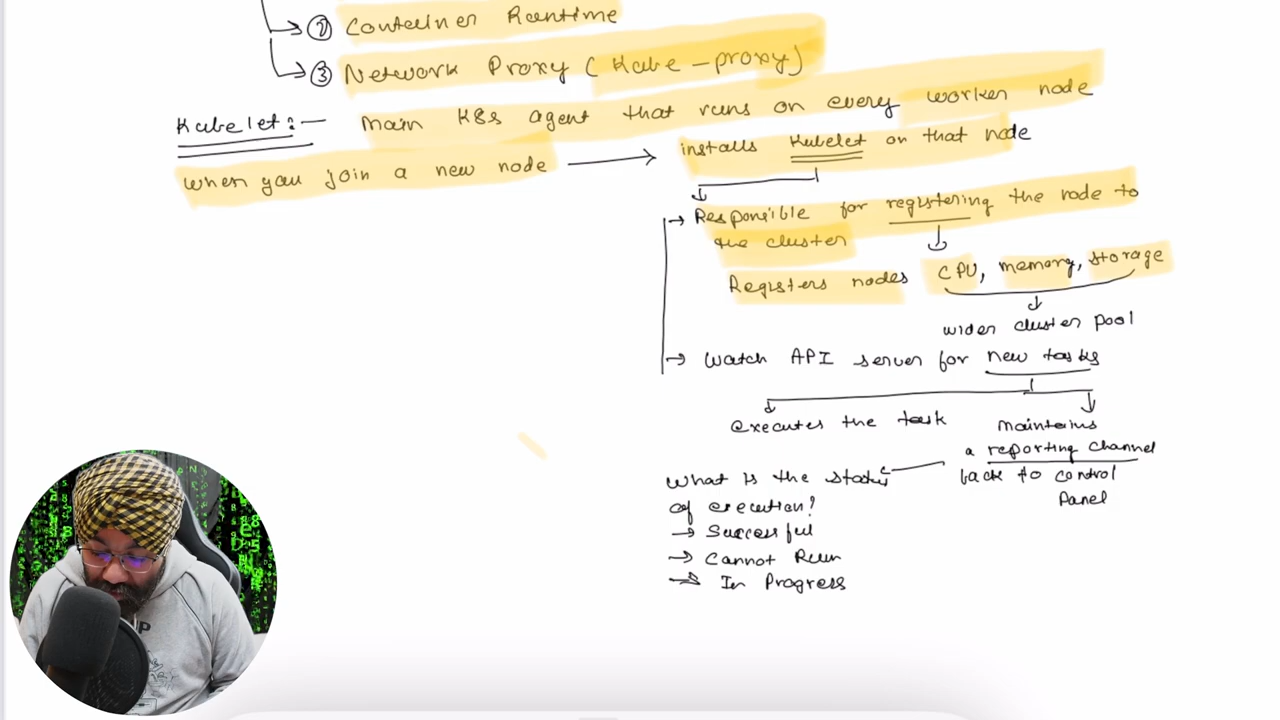 ② Container Runtime
③ Network Proxy (Kube-proxy)
Kubelet:- Main K8s agent that runs on every worker node
when you join a new node → installs Kubelet on that node
→ Responsible for registering the node to
the cluster
Registers nodes CPU, memory, storage
wider cluster pool
→ Watch API server for new tasks
executes the task
Maintains
a reporting channel
back to control
Panel
What is the status
of execution?
→ Successful
→ Cannot Run
→ In Progress